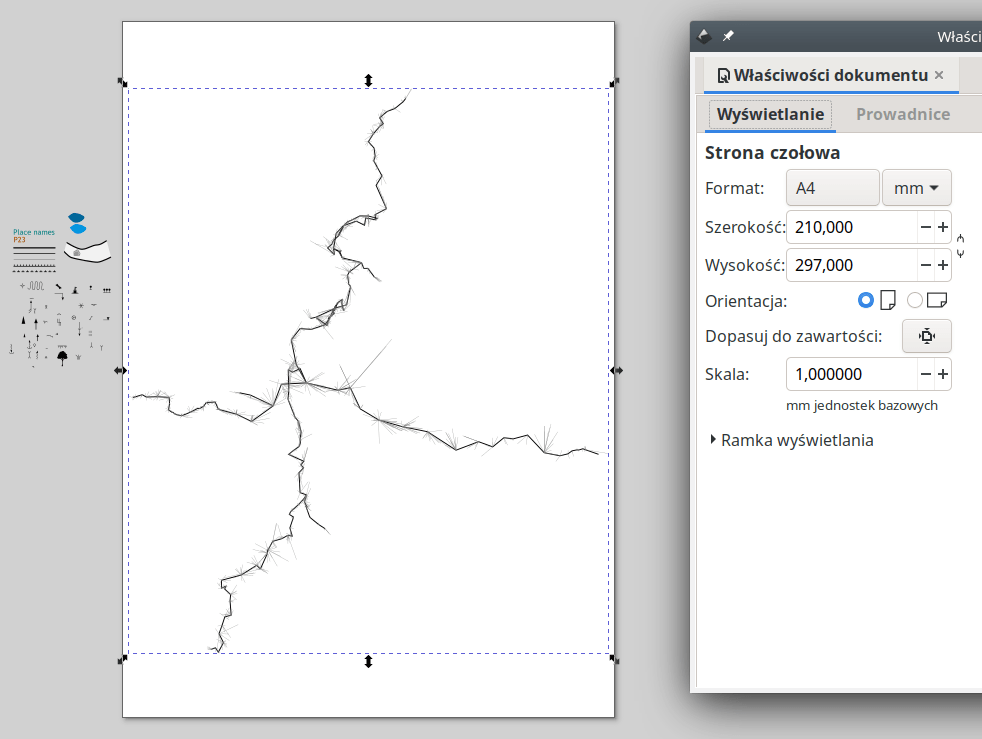 Właści
Właściwości dokumentu
Wyświetlanie Prowadnice
Strona czołowa
Format: A4 mm
Szerokość: 210,000
Wysokość: 297,000
Orientacja:
Dopasuj do zawartości:
Skala: 1,000000
mm jednostek bazowych
Ramka wyświetlania
Place names
P23